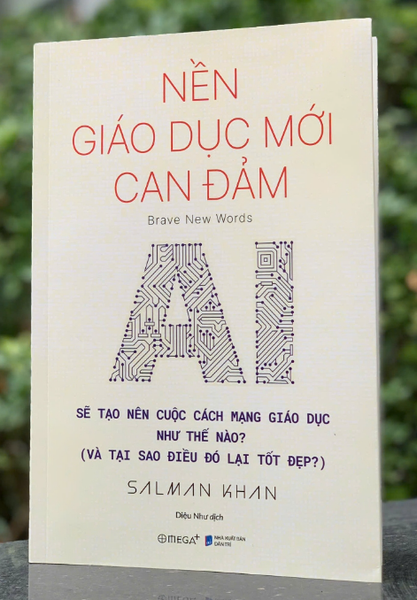 NỀN
GIÁO DỤC MỚI
CAN ĐẢM
Brave New Words
AI
SẼ TẠO NÊN CUỘC CÁCH MẠNG GIÁO DỤC
NHƯ THẾ NÀO?
(VÀ TẠI SAO ĐIỀU ĐÓ LẠI TỐT ĐẸP?)
SALMAN KHAN
Diệu Như dịch
OMEGA+
NHÀ XUẤT BẢN
DÂN TRÍ